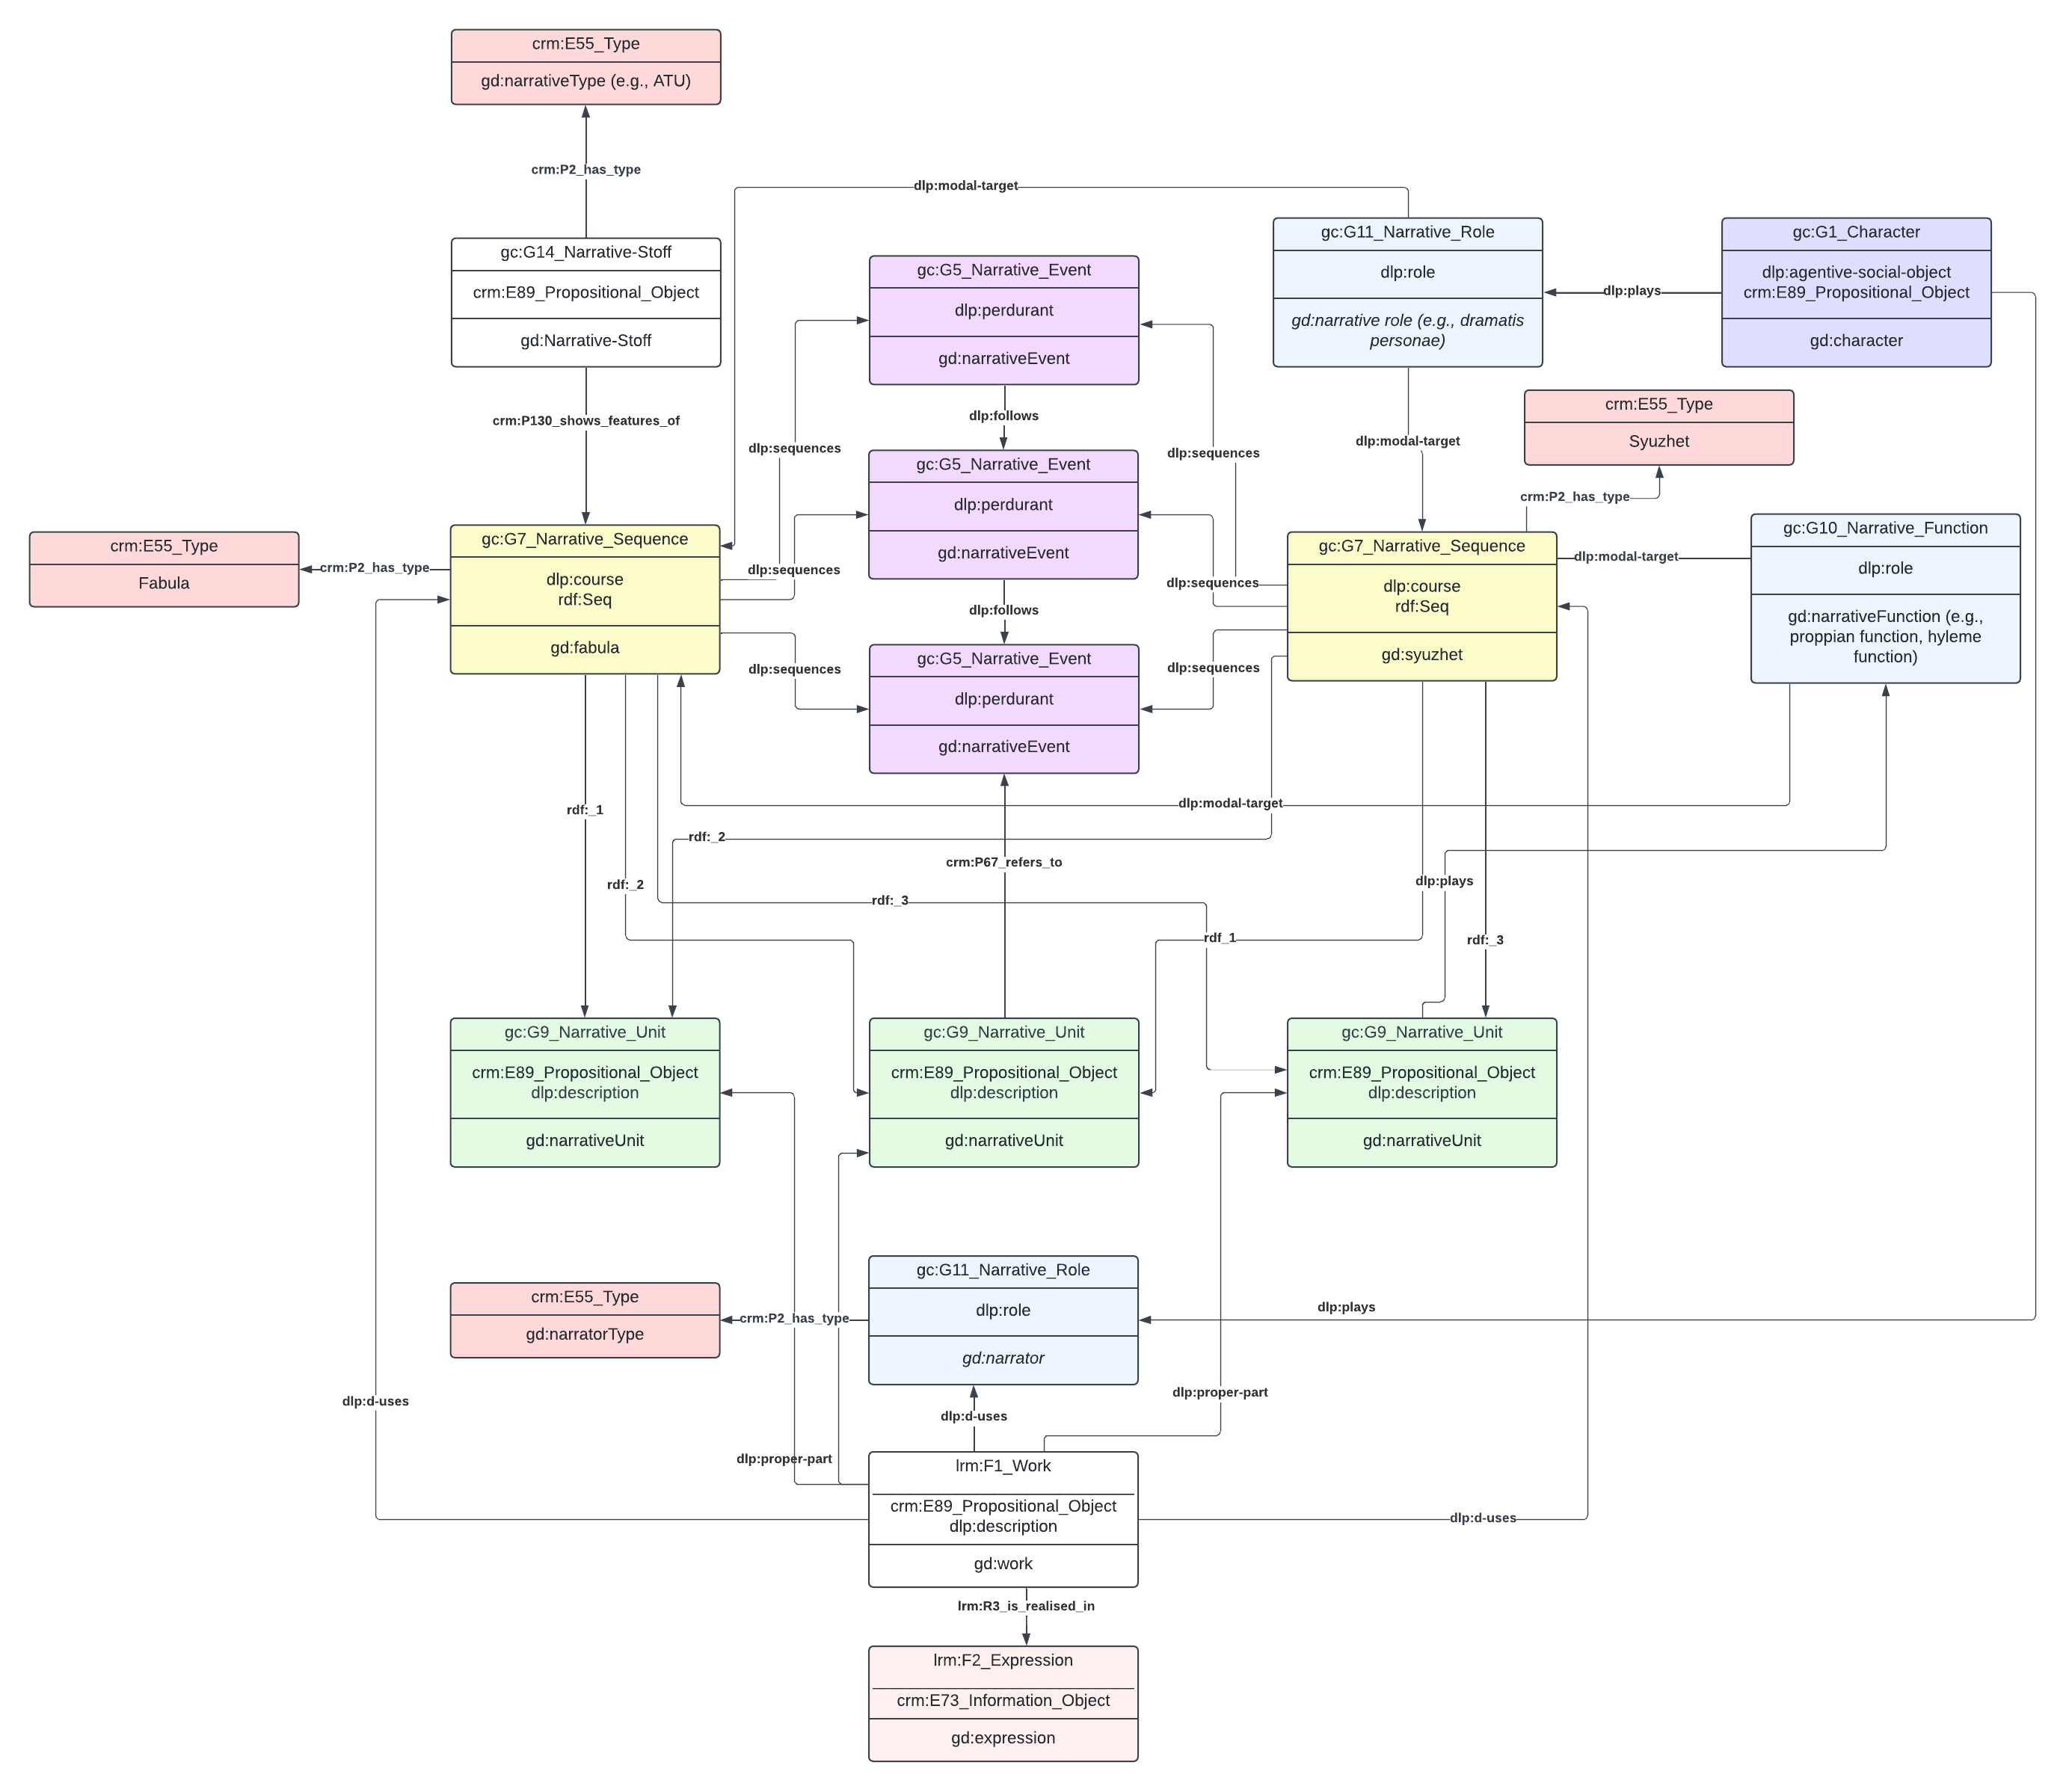 crm:E55_Type
gd:narrativeType (e.g., ATU)
crm:P2_has_type
dlp:modal-target
gc:G14_Narrative-Stoff
crm:E89_Propositional_Object
gd:Narrative-Stoff
gc:G5_Narrative_Event
dlp:perdurant
gd:narrativeEvent
gc:G11_Narrative_Role
dlp:role
gd:narrative role (e.g., dramatis
personae)
dlp:plays
gc:G1_Character
dlp:agentive-social-object
crm:E89_Propositional_Object
gd:character
crm:P130_shows_features_of
dlp:follows
dlp:sequences
dlp:sequences
dlp:modal-target
crm:E55_Type
Syuzhet
crm:P2_has_type
gc:G5_Narrative_Event
dlp:perdurant
gd:narrativeEvent
crm:E55_Type
Fabula
crm:P2_has_type
gc:G7_Narrative_Sequence
dlp:course
rdf:Seq
gd:fabula
dlp:sequences
dlp:sequences
dlp:follows
gc:G7_Narrative_Sequence
dlp:course
rdf:Seq
gd:syuzhet
dlp:modal-target
gc:G10_Narrative_Function
dlp:role
gd:narrativeFunction (e.g.,
proppian function, hyleme
function)
dlp:sequences
dlp:sequences
gc:G5_Narrative_Event
dlp:perdurant
gd:narrativeEvent
rdf:_1
dlp:modal-target
rdf:_2
crm:P67_refers_to
rdf:_2
dlp:plays
rdf:_3
rdf_1
rdf:_3
gc:G9_Narrative_Unit
crm:E89_Propositional_Object
dlp:description
gd:narrativeUnit
gc:G9_Narrative_Unit
crm:E89_Propositional_Object
dlp:description
gd:narrativeUnit
gc:G9_Narrative_Unit
crm:E89_Propositional_Object
dlp:description
gd:narrativeUnit
crm:E55_Type
gd:narratorType
crm:P2_has_type
gc:G11_Narrative_Role
dlp:role
gd:narrator
dlp:plays
dlp:d-uses
dlp:d-uses
dlp:proper-part
dlp:proper-part
lrm:F1_Work
crm:E89_Propositional_Object
dlp:description
gd:work
dlp:d-uses
lrm:R3_is_realised_in
lrm:F2_Expression
crm:E73_Information_Object
gd:expression